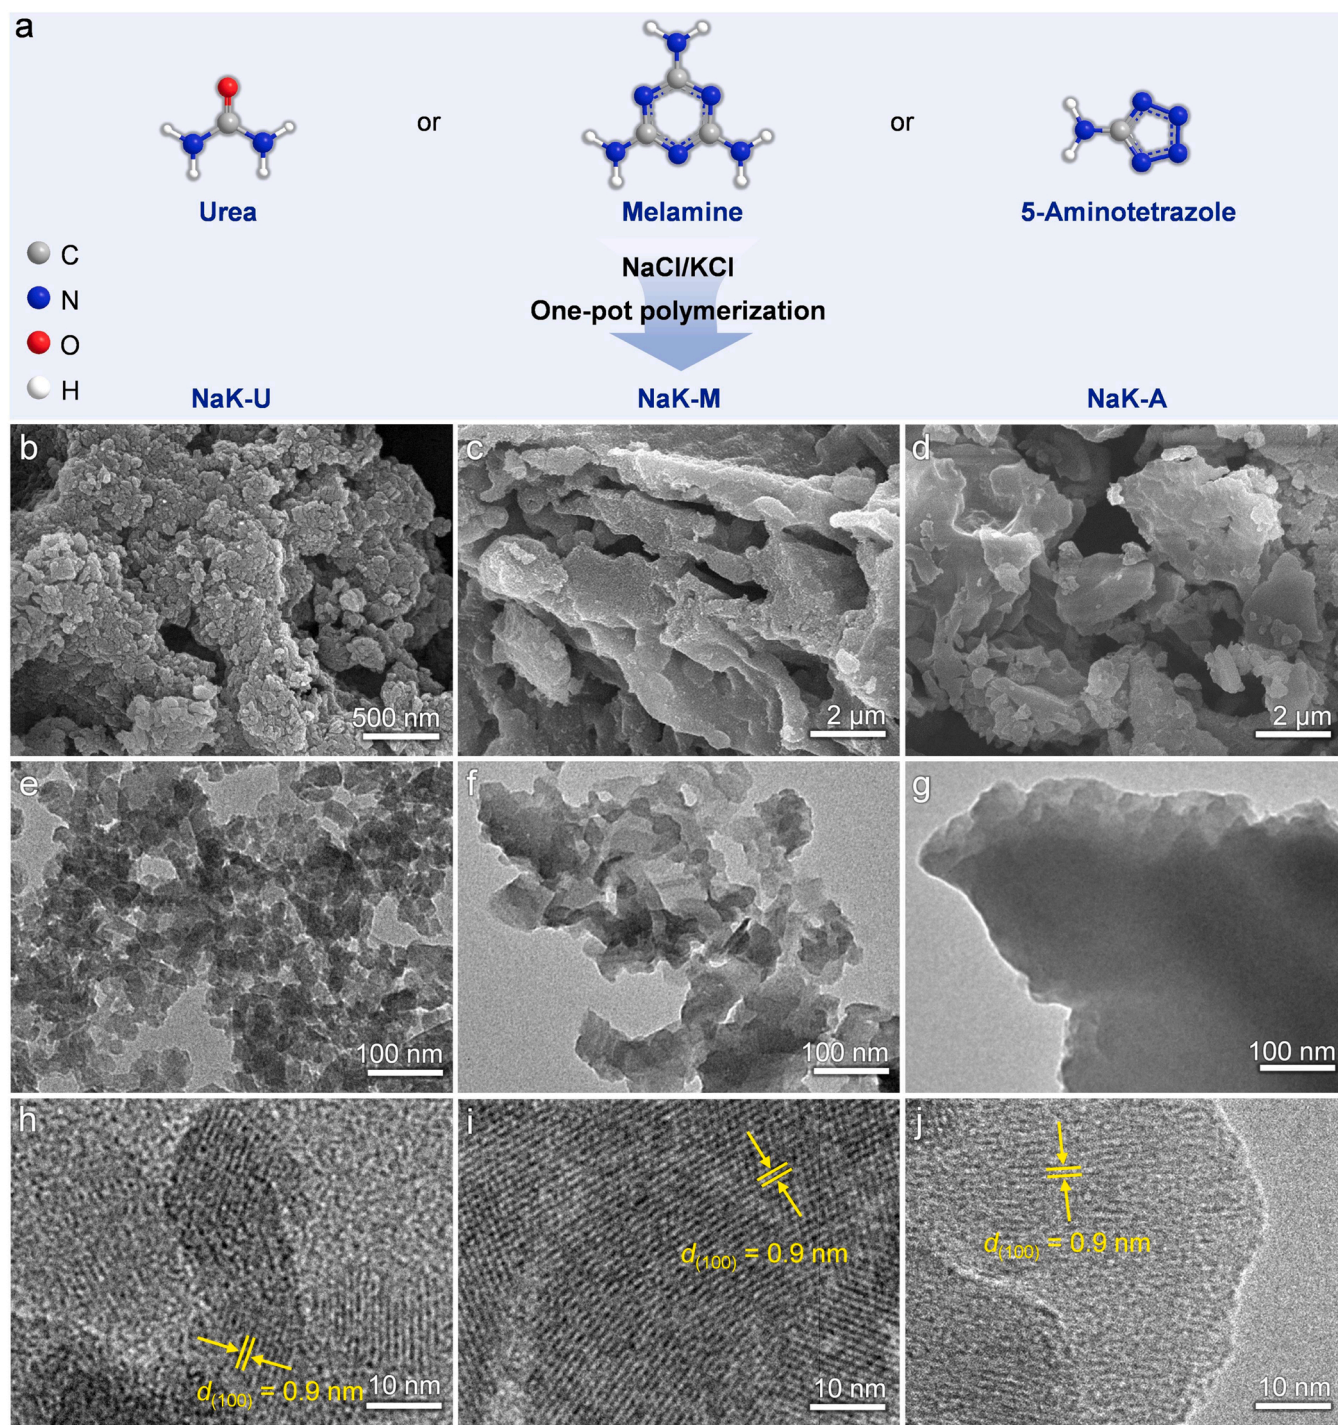 a
or
or
Urea
Melamine
5-Aminotetrazole
C
N
O
H
NaCl/KCl
One-pot polymerization
NaK-U
NaK-M
NaK-A
b
500 nm
c
2 µm
d
2 µm
e
100 nm
f
100 nm
g
100 nm
h
d(100) = 0.9 nm
10 nm
i
d(100) = 0.9 nm
10 nm
j
d(100) = 0.9 nm
10 nm